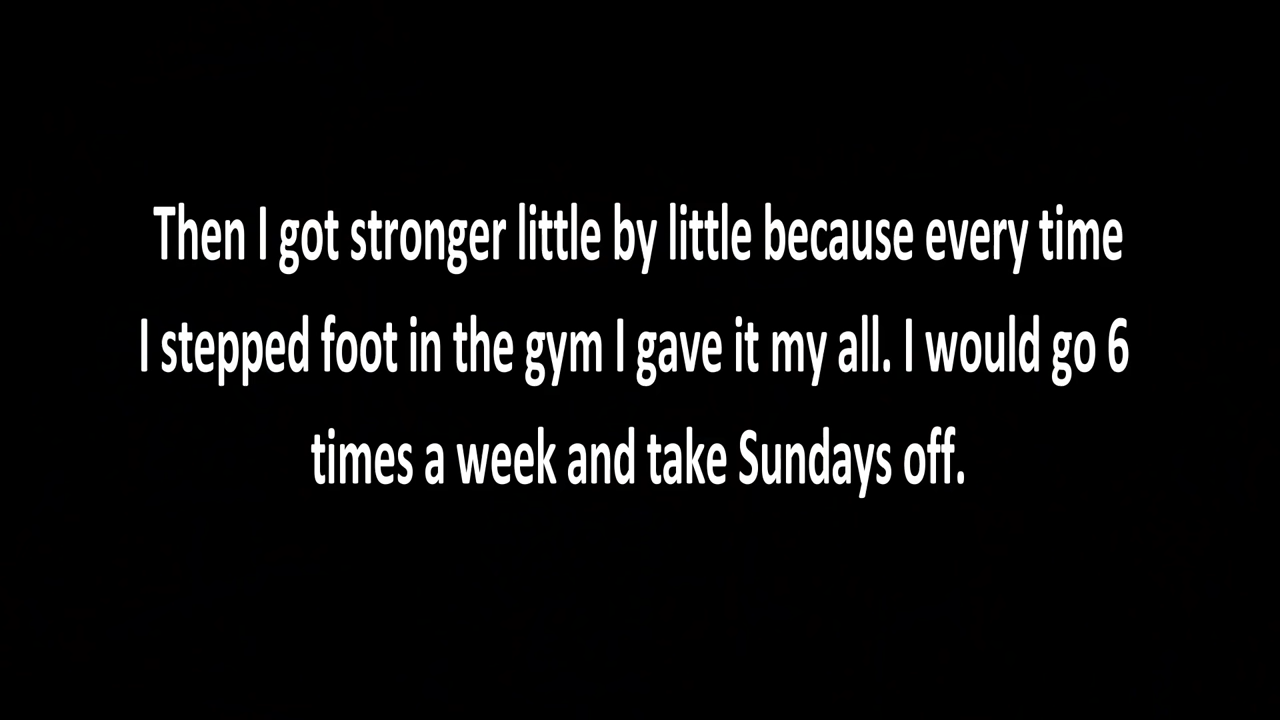 Then I got stronger little by little because every time
I stepped foot in the gym I gave it my all. I would go 6
times a week and take Sundays off.